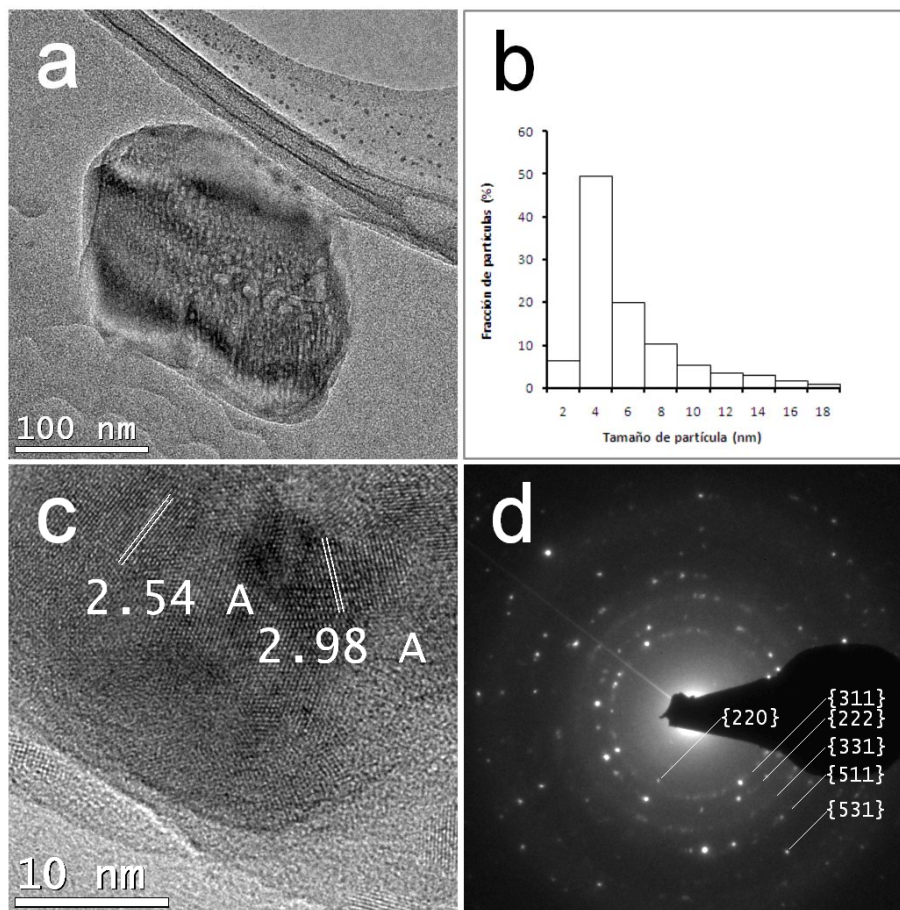 a
100 nm
b
60
50
40
30
20
10
0
Fracción de partículas (%)
2 4 6 8 10 12 14 16 18
Tamaño de partícula (nm)
c
2.54 A
2.98 A
10 nm
d
{220}
{311}
{222}
{331}
{511}
{531}